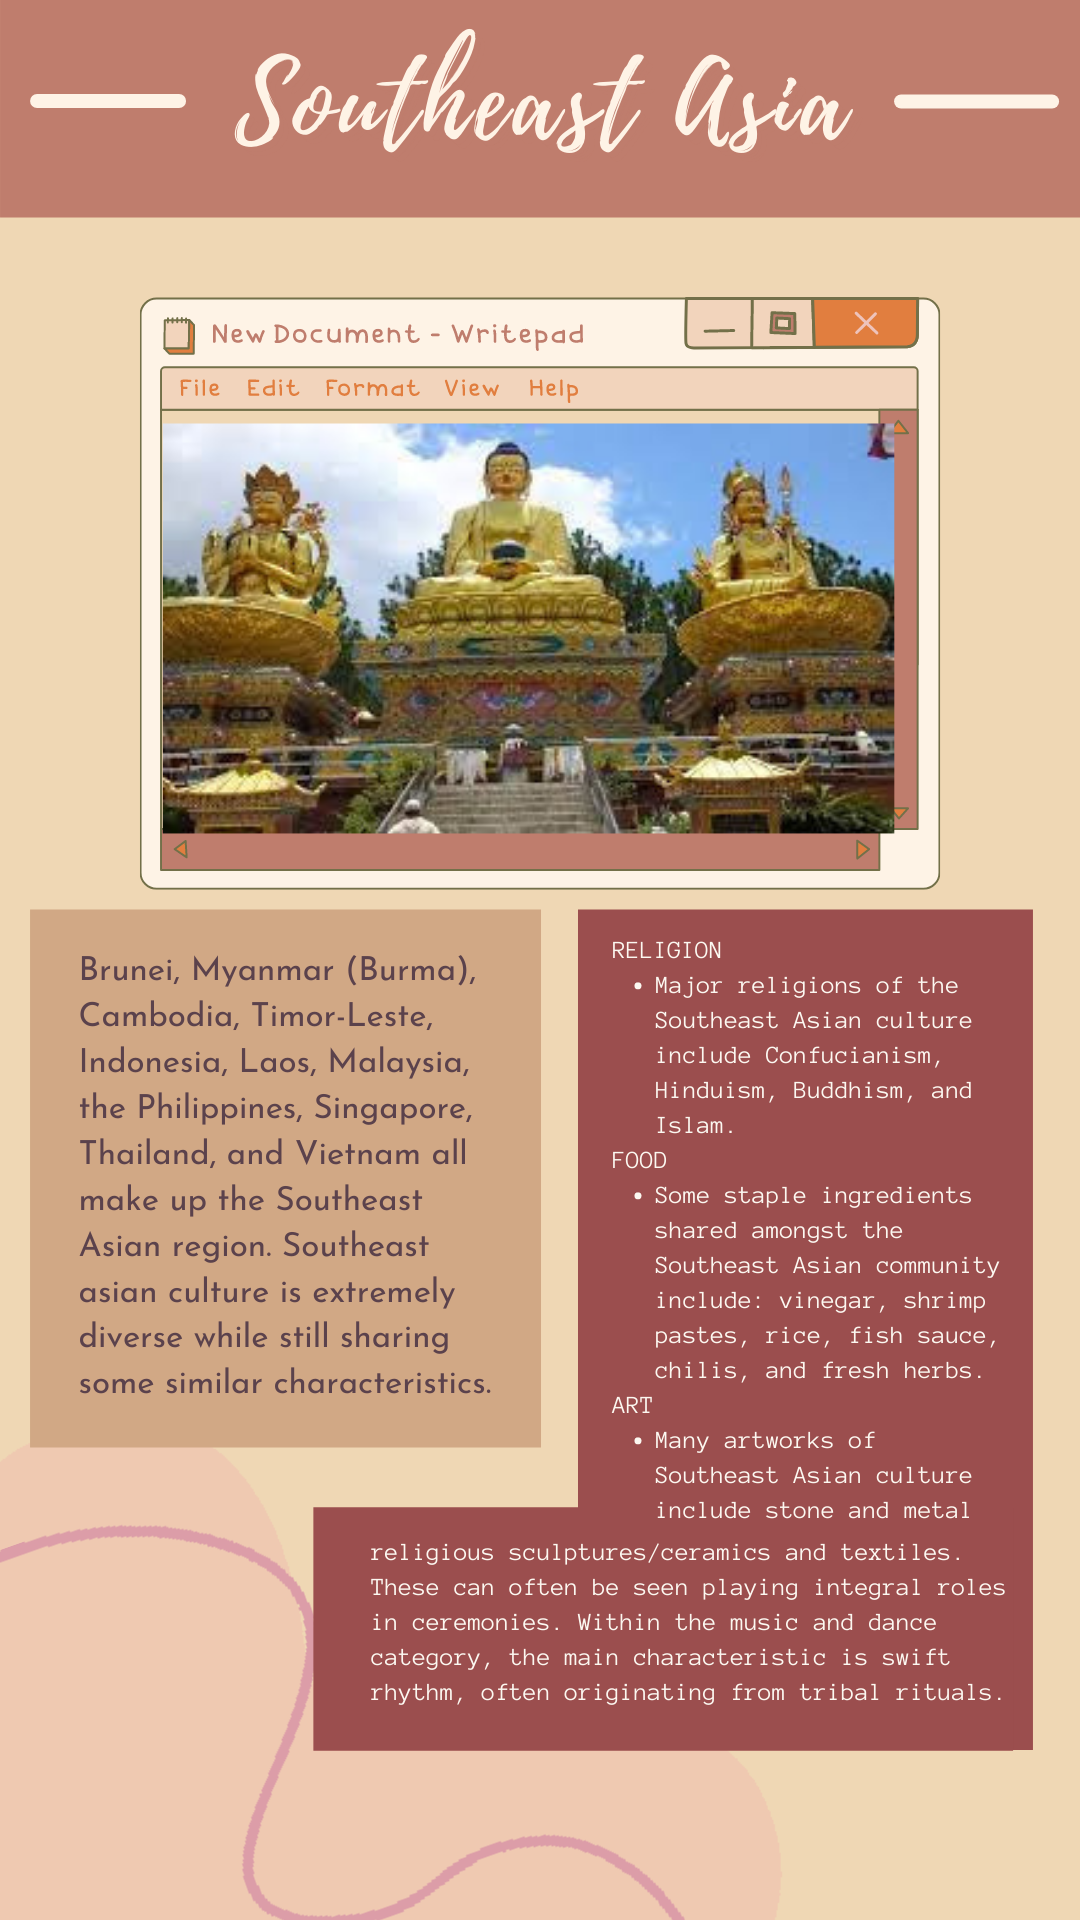 Southeast Asia
New Document - Writepad
File Edit Format View Help
Brunei, Myanmar (Burma),
Cambodia, Timor-Leste,
Indonesia, Laos, Malaysia,
the Philippines, Singapore,
Thailand, and Vietnam all
make up the Southeast
Asian region. Southeast
asian culture is extremely
diverse while still sharing
some similar characteristics.
RELIGION
• Major religions of the
Southeast Asian culture
include Confucianism,
Hinduism, Buddhism, and
Islam.
FOOD
• Some staple ingredients
shared amongst the
Southeast Asian community
include: vinegar, shrimp
pastes, rice, fish sauce,
chilis, and fresh herbs.
ART
• Many artworks of
Southeast Asian culture
include stone and metal
religious sculptures/ceramics and textiles.
These can often be seen playing integral roles
in ceremonies. Within the music and dance
category, the main characteristic is swift
rhythm, often originating from tribal rituals.